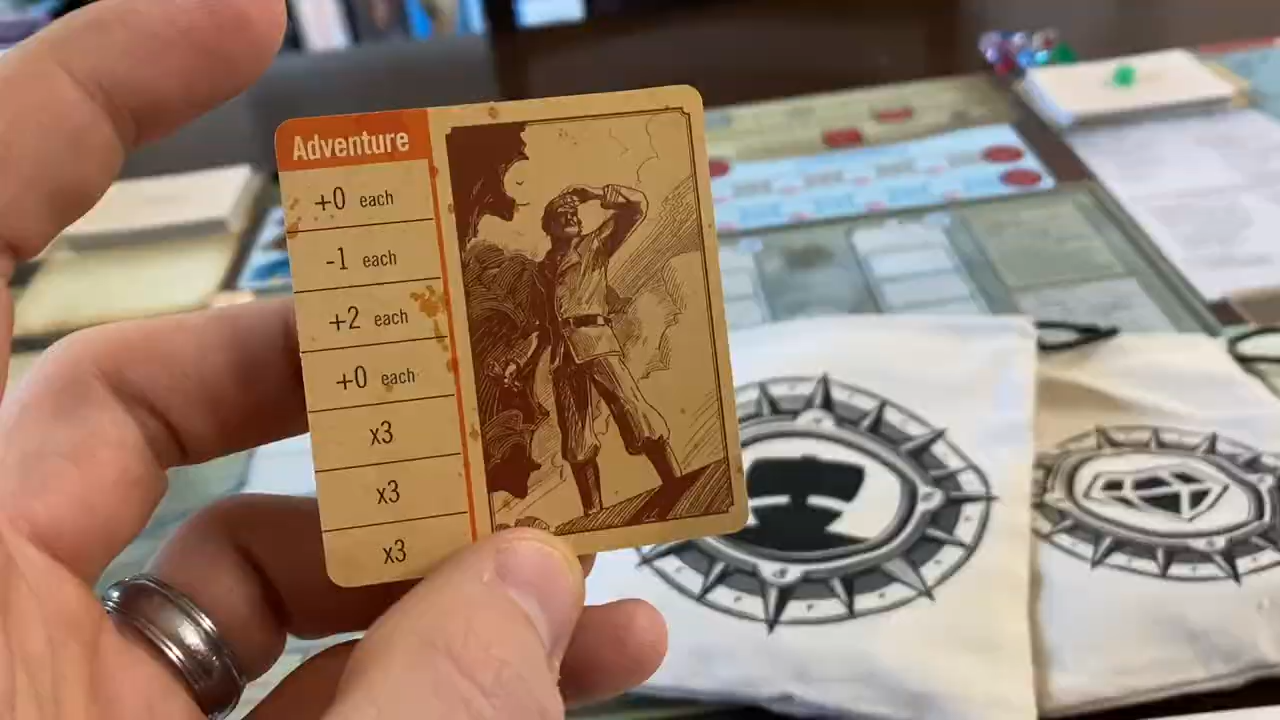 Adventure
+0 each
-1 each
+2 each
+0 each
x3
x3
x3